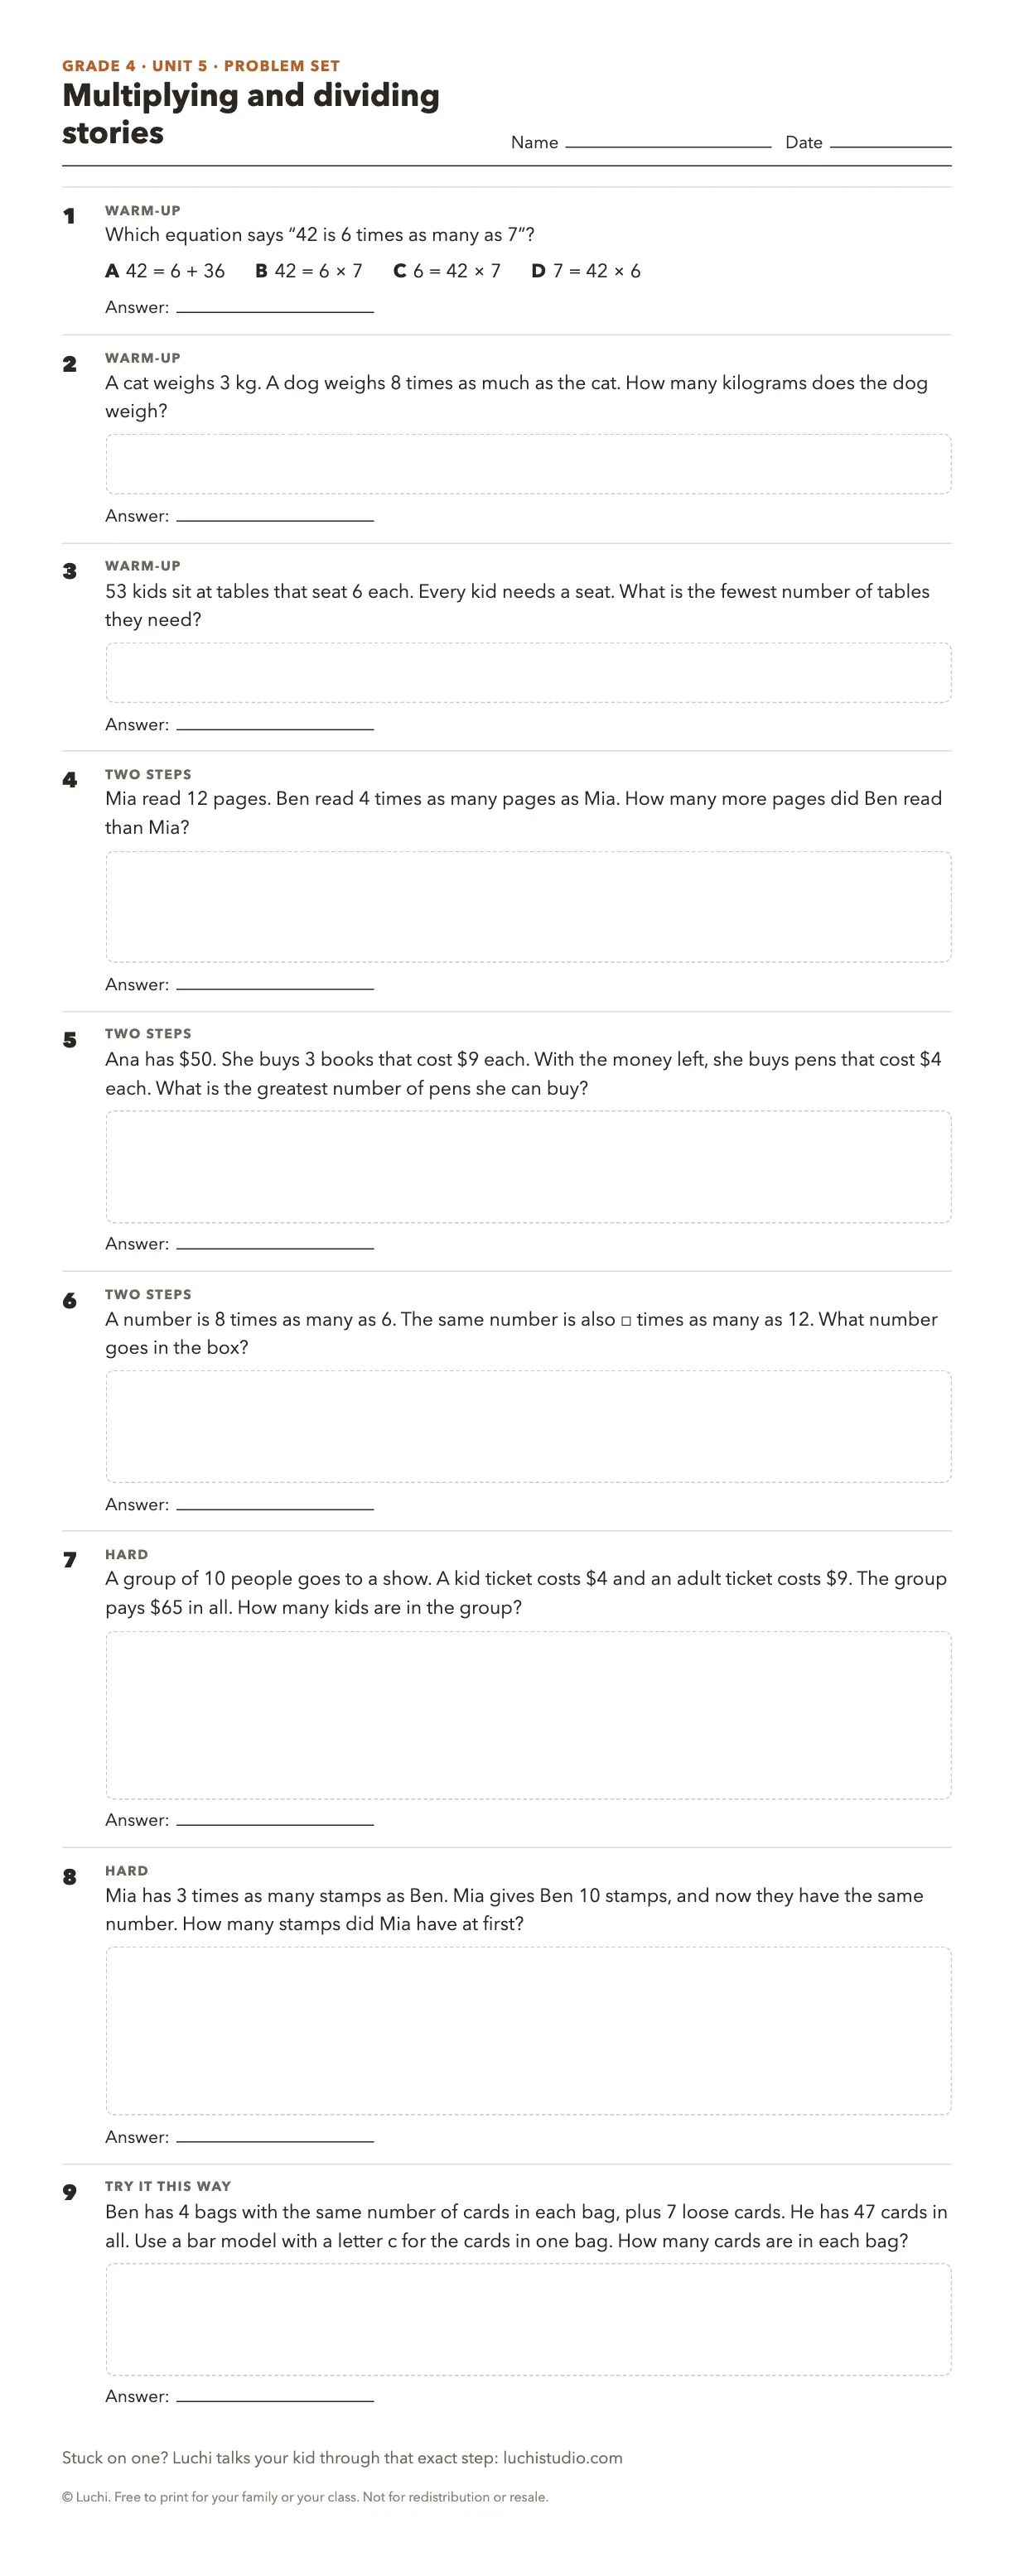 GRADE 4 · UNIT 5 · PROBLEM SET
Multiplying and dividing
stories
Name Date
1 WARM-UP
Which equation says “42 is 6 times as many as 7”?
A 42 = 6 + 36 B 42 = 6 × 7 C 6 = 42 × 7 D 7 = 42 × 6
Answer:
2 WARM-UP
A cat weighs 3 kg. A dog weighs 8 times as much as the cat. How many kilograms does the dog
weigh?
Answer:
3 WARM-UP
53 kids sit at tables that seat 6 each. Every kid needs a seat. What is the fewest number of tables
they need?
Answer:
4 TWO STEPS
Mia read 12 pages. Ben read 4 times as many pages as Mia. How many more pages did Ben read
than Mia?
Answer:
5 TWO STEPS
Ana has $50. She buys 3 books that cost $9 each. With the money left, she buys pens that cost $4
each. What is the greatest number of pens she can buy?
Answer:
6 TWO STEPS
A number is 8 times as many as 6. The same number is also □ times as many as 12. What number
goes in the box?
Answer:
7 HARD
A group of 10 people goes to a show. A kid ticket costs $4 and an adult ticket costs $9. The group
pays $65 in all. How many kids are in the group?
Answer:
8 HARD
Mia has 3 times as many stamps as Ben. Mia gives Ben 10 stamps, and now they have the same
number. How many stamps did Mia have at first?
Answer:
9 TRY IT THIS WAY
Ben has 4 bags with the same number of cards in each bag, plus 7 loose cards. He has 47 cards in
all. Use a bar model with a letter c for the cards in one bag. How many cards are in each bag?
Answer:
Stuck on one? Luchi talks your kid through that exact step: luchistudio.com
© Luchi. Free to print for your family or your class. Not for redistribution or resale.